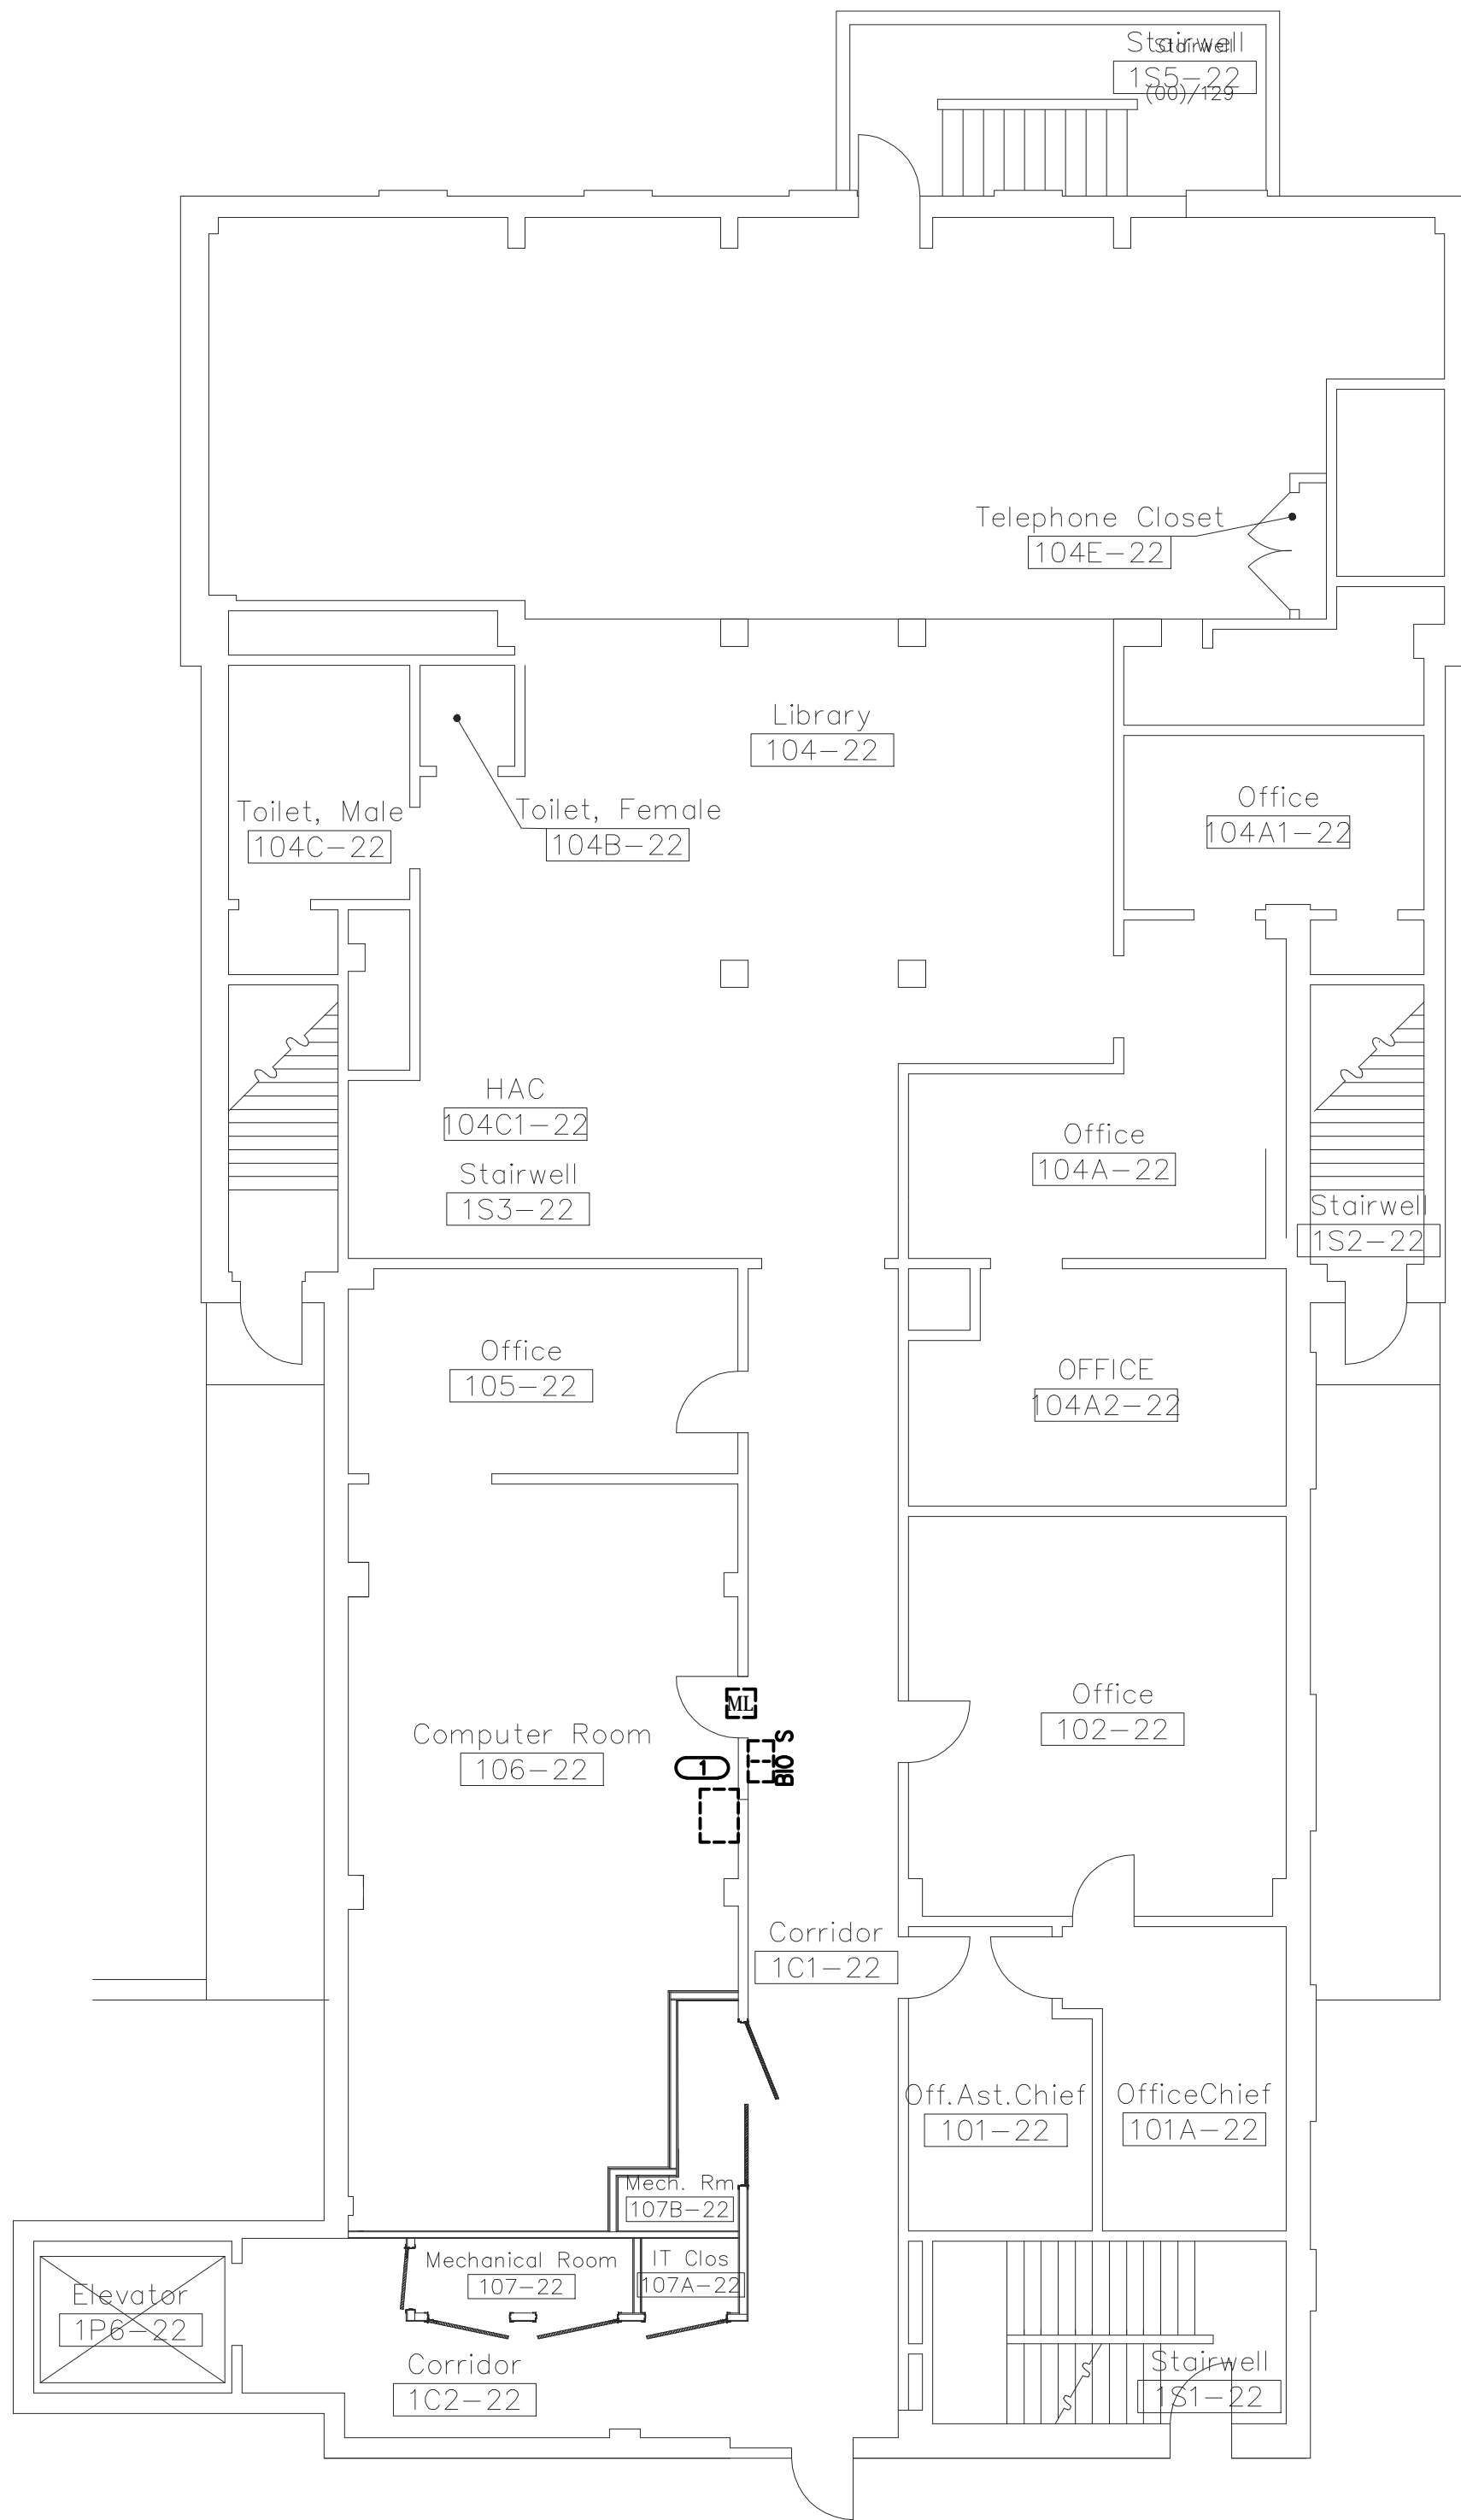 Stairwell
Stairwell
1S5-22
(00)/129
Telephone Closet
104E-22
Library
104-22
Office
104A1-22
Toilet, Male
104C-22
Toilet, Female
104B-22
HAC
104C1-22
Stairwell
1S3-22
Office
104A-22
Stairwell
1S2-22
Office
105-22
OFFICE
104A2-22
Office
102-22
ML
Computer Room
106-22
1
BIO S
Corridor
1C1-22
Off.Ast.Chief
101-22
OfficeChief
101A-22
Mech. Rm
107B-22
Mechanical Room
107-22
IT Clos
107A-22
Elevator
1P6-22
Corridor
1C2-22
Stairwell
1S1-22